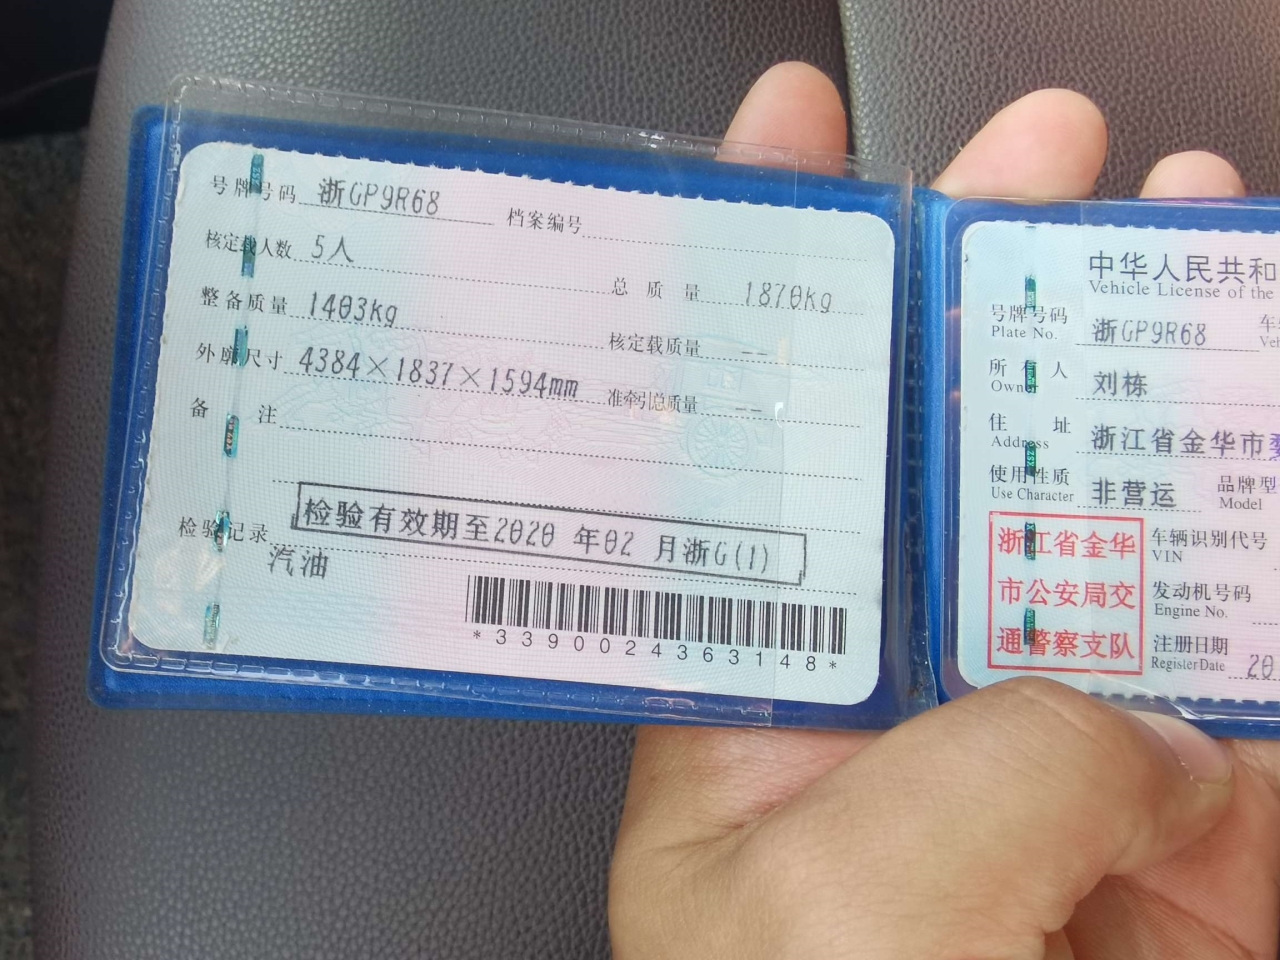 号牌号码 浙GP9R68 档案编号
核定载人数 5人
总质量 1870kg
整备质量 1403kg
核定载质量 --
外廓尺寸 4384×1837×1594mm
准牵引总质量 --
备注
检验有效期至2020 年02 月浙G(1)
检验记录
汽油
*3390024363148*
中华人民共和
Vehicle License of the
号牌号码 浙GP9R68
Plate No.
所有人 刘栋
Owner
住址 浙江省金华市
Address
使用性质 非营运 品牌型
Use Character Model
浙江省金华
市公安局交
通警察支队
车辆识别代号
VIN
发动机号码
Engine No.
注册日期
Register Date 20